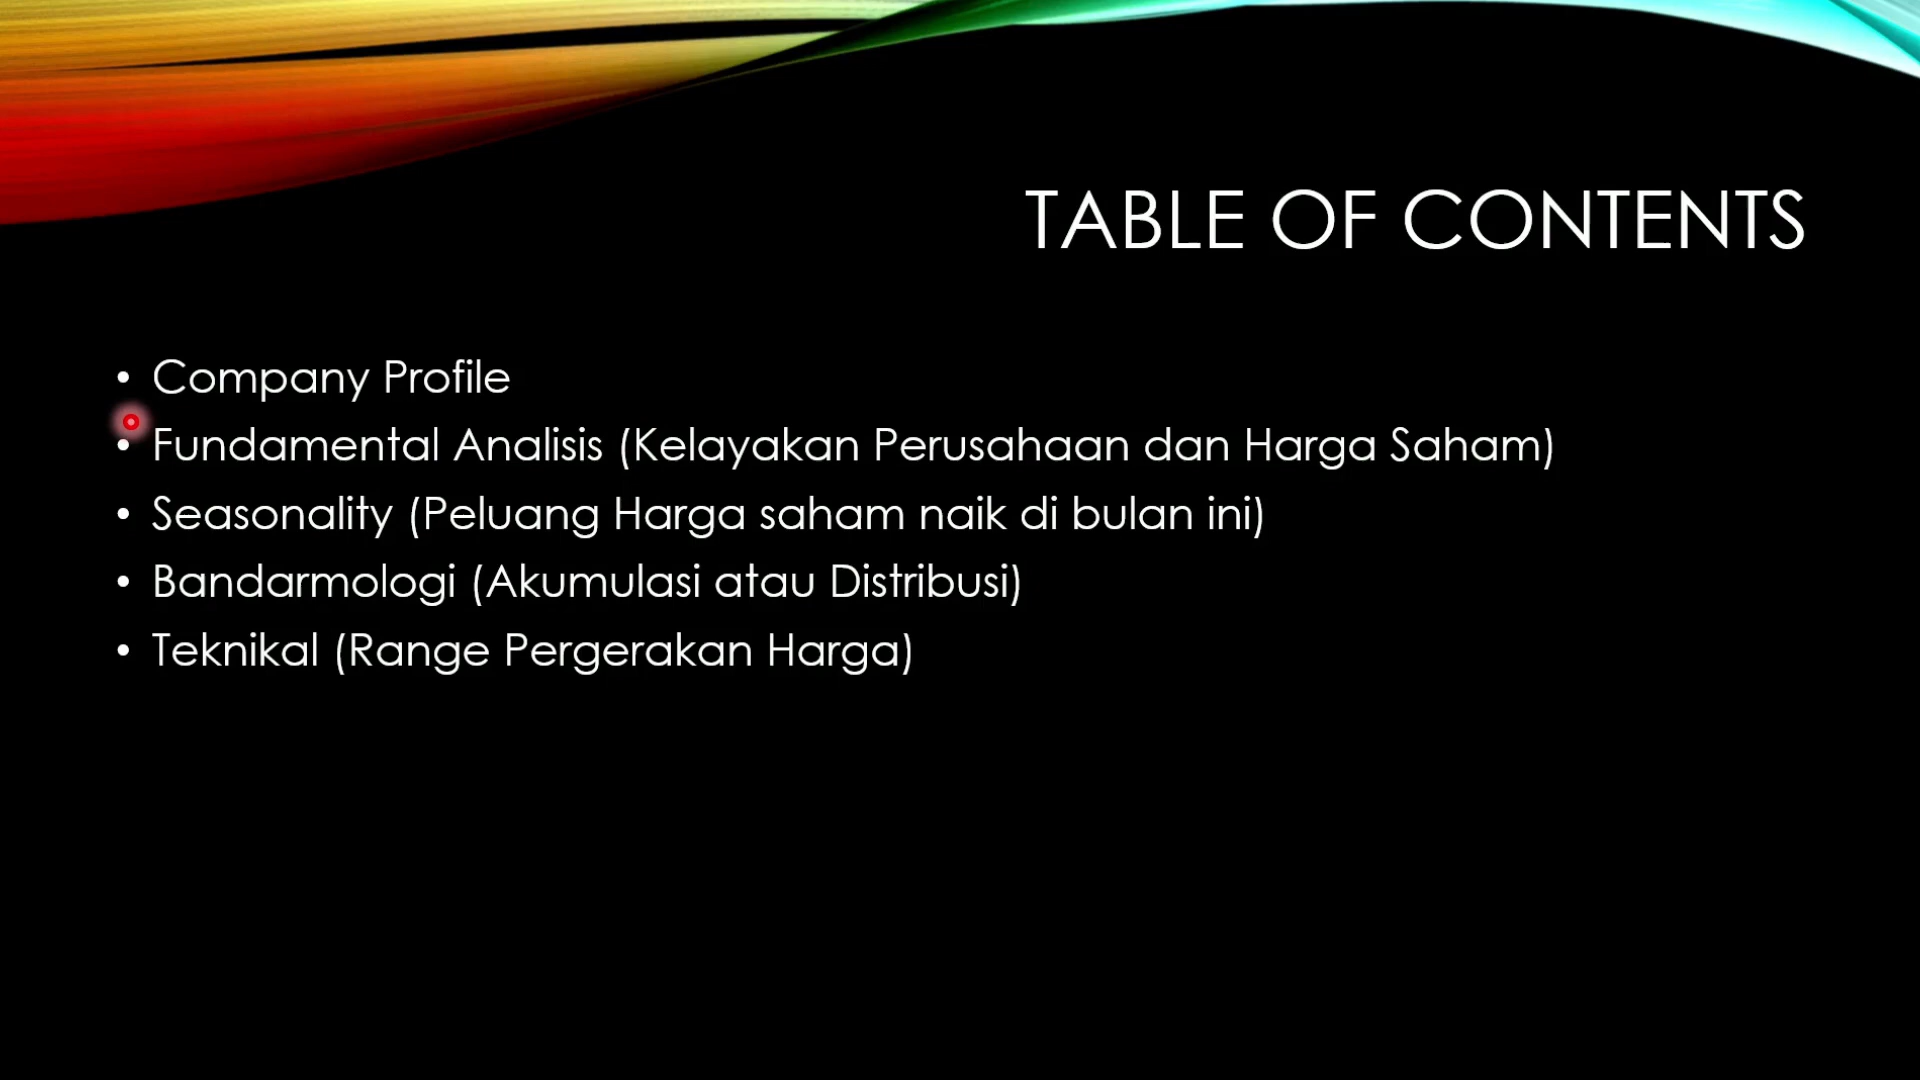 TABLE OF CONTENTS
• Company Profile
• Fundamental Analisis (Kelayakan Perusahaan dan Harga Saham)
• Seasonality (Peluang Harga saham naik di bulan ini)
• Bandarmologi (Akumulasi atau Distribusi)
• Teknikal (Range Pergerakan Harga)